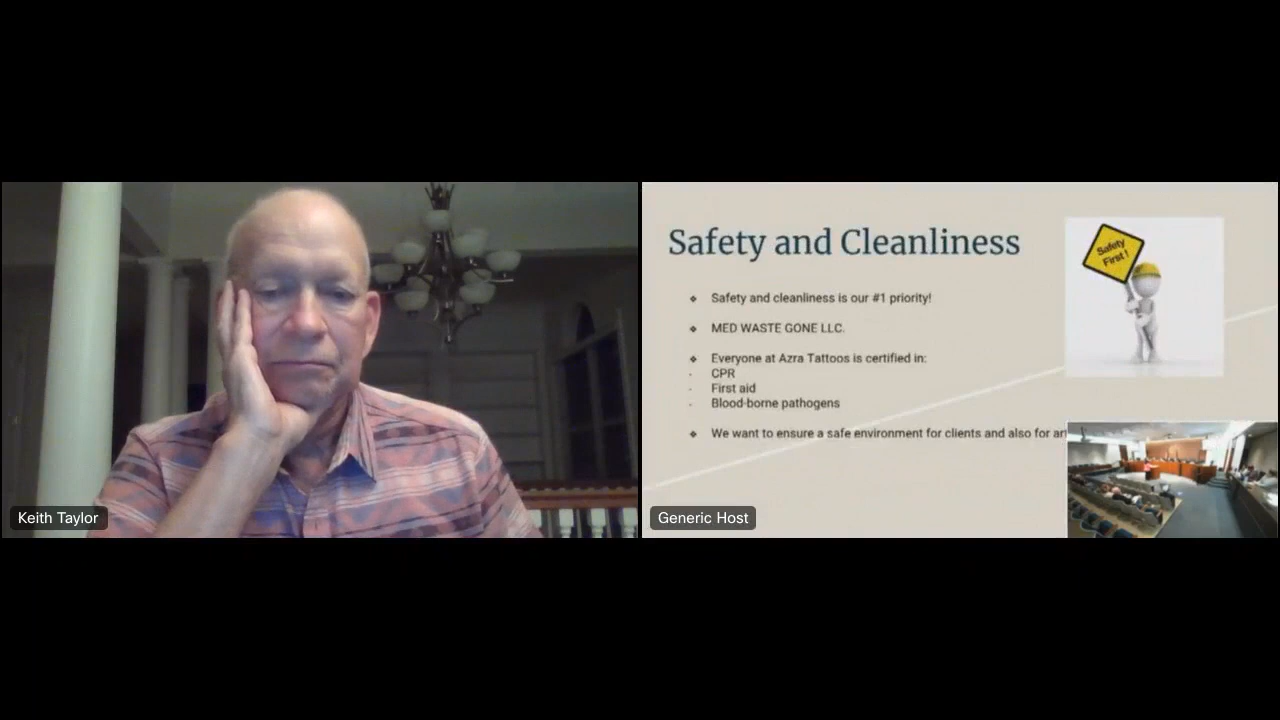 Safety and Cleanliness
Safety First!
Safety and cleanliness is our #1 priority!
MED WASTE GONE LLC.
Everyone at Azra Tattoos is certified in:
CPR
First aid
Blood-borne pathogens
We want to ensure a safe environment for clients and also for
Keith Taylor
Generic Host